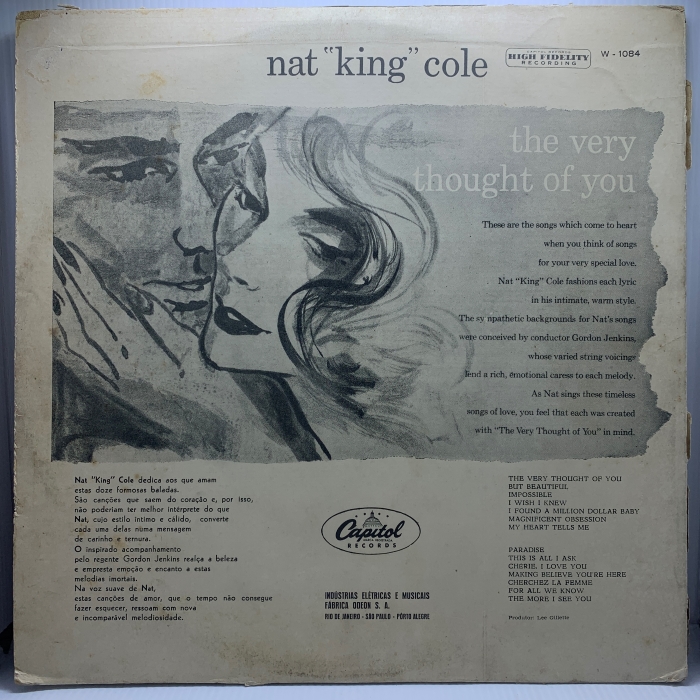 nat "king" cole
CAPITOL RECORDS
HIGH FIDELITY
RECORDING
W - 1084
the very
thought of you
These are the songs which come to heart
when you think of songs
for your very special love.
Nat "King" Cole fashions each lyric
in his intimate, warm style.
The sy npathetic backgrounds for Nat's songs
were conceived by conductor Gordon Jenkins,
whose varied string voicings
lend a rich, emotional caress to each melody.
As Nat sings these timeless
songs of love, you feel that each was created
with "The Very Thought of You" in mind.
Nat "King" Cole dedica aos que amam
estas doze formosas baladas.
São canções que saem do coração e, por isso,
não poderiam ter melhor intérprete do que
Nat, cujo estilo íntimo e cálido, converte
cada uma delas numa mensagem
de carinho e ternura.
O inspirado acompanhamento
pelo regente Gordon Jenkins realça a beleza
e empresta emoção e encanto a estas
melodias imortais.
Na voz suave de Nat,
estas canções de amor, que o tempo não consegue
fazer esquecer, ressoam com nova
e incomparável melodiosidade.
Capitol
RECORDS
INDÚSTRIAS ELÉTRICAS E MUSICAIS
FÁBRICA ODEON S. A.
RIO DE JANEIRO - SÃO PAULO - PÔRTO ALEGRE
THE VERY THOUGHT OF YOU
BUT BEAUTIFUL
IMPOSSIBLE
I WISH I KNEW
I FOUND A MILLION DOLLAR BABY
MAGNIFICENT OBSESSION
MY HEART TELLS ME
PARADISE
THIS IS ALL I ASK
CHERIE, I LOVE YOU
MAKING BELIEVE YOU'RE HERE
CHERCHEZ LA FEMME
FOR ALL WE KNOW
THE MORE I SEE YOU
Produtor: Lee Gillette